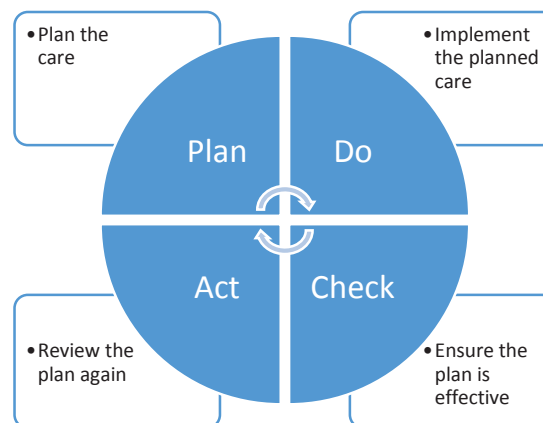 •Plan the
care
•Implement
the planned
care
Plan
Do
Act
Check
•Review the
plan again
•Ensure the
plan is
effective